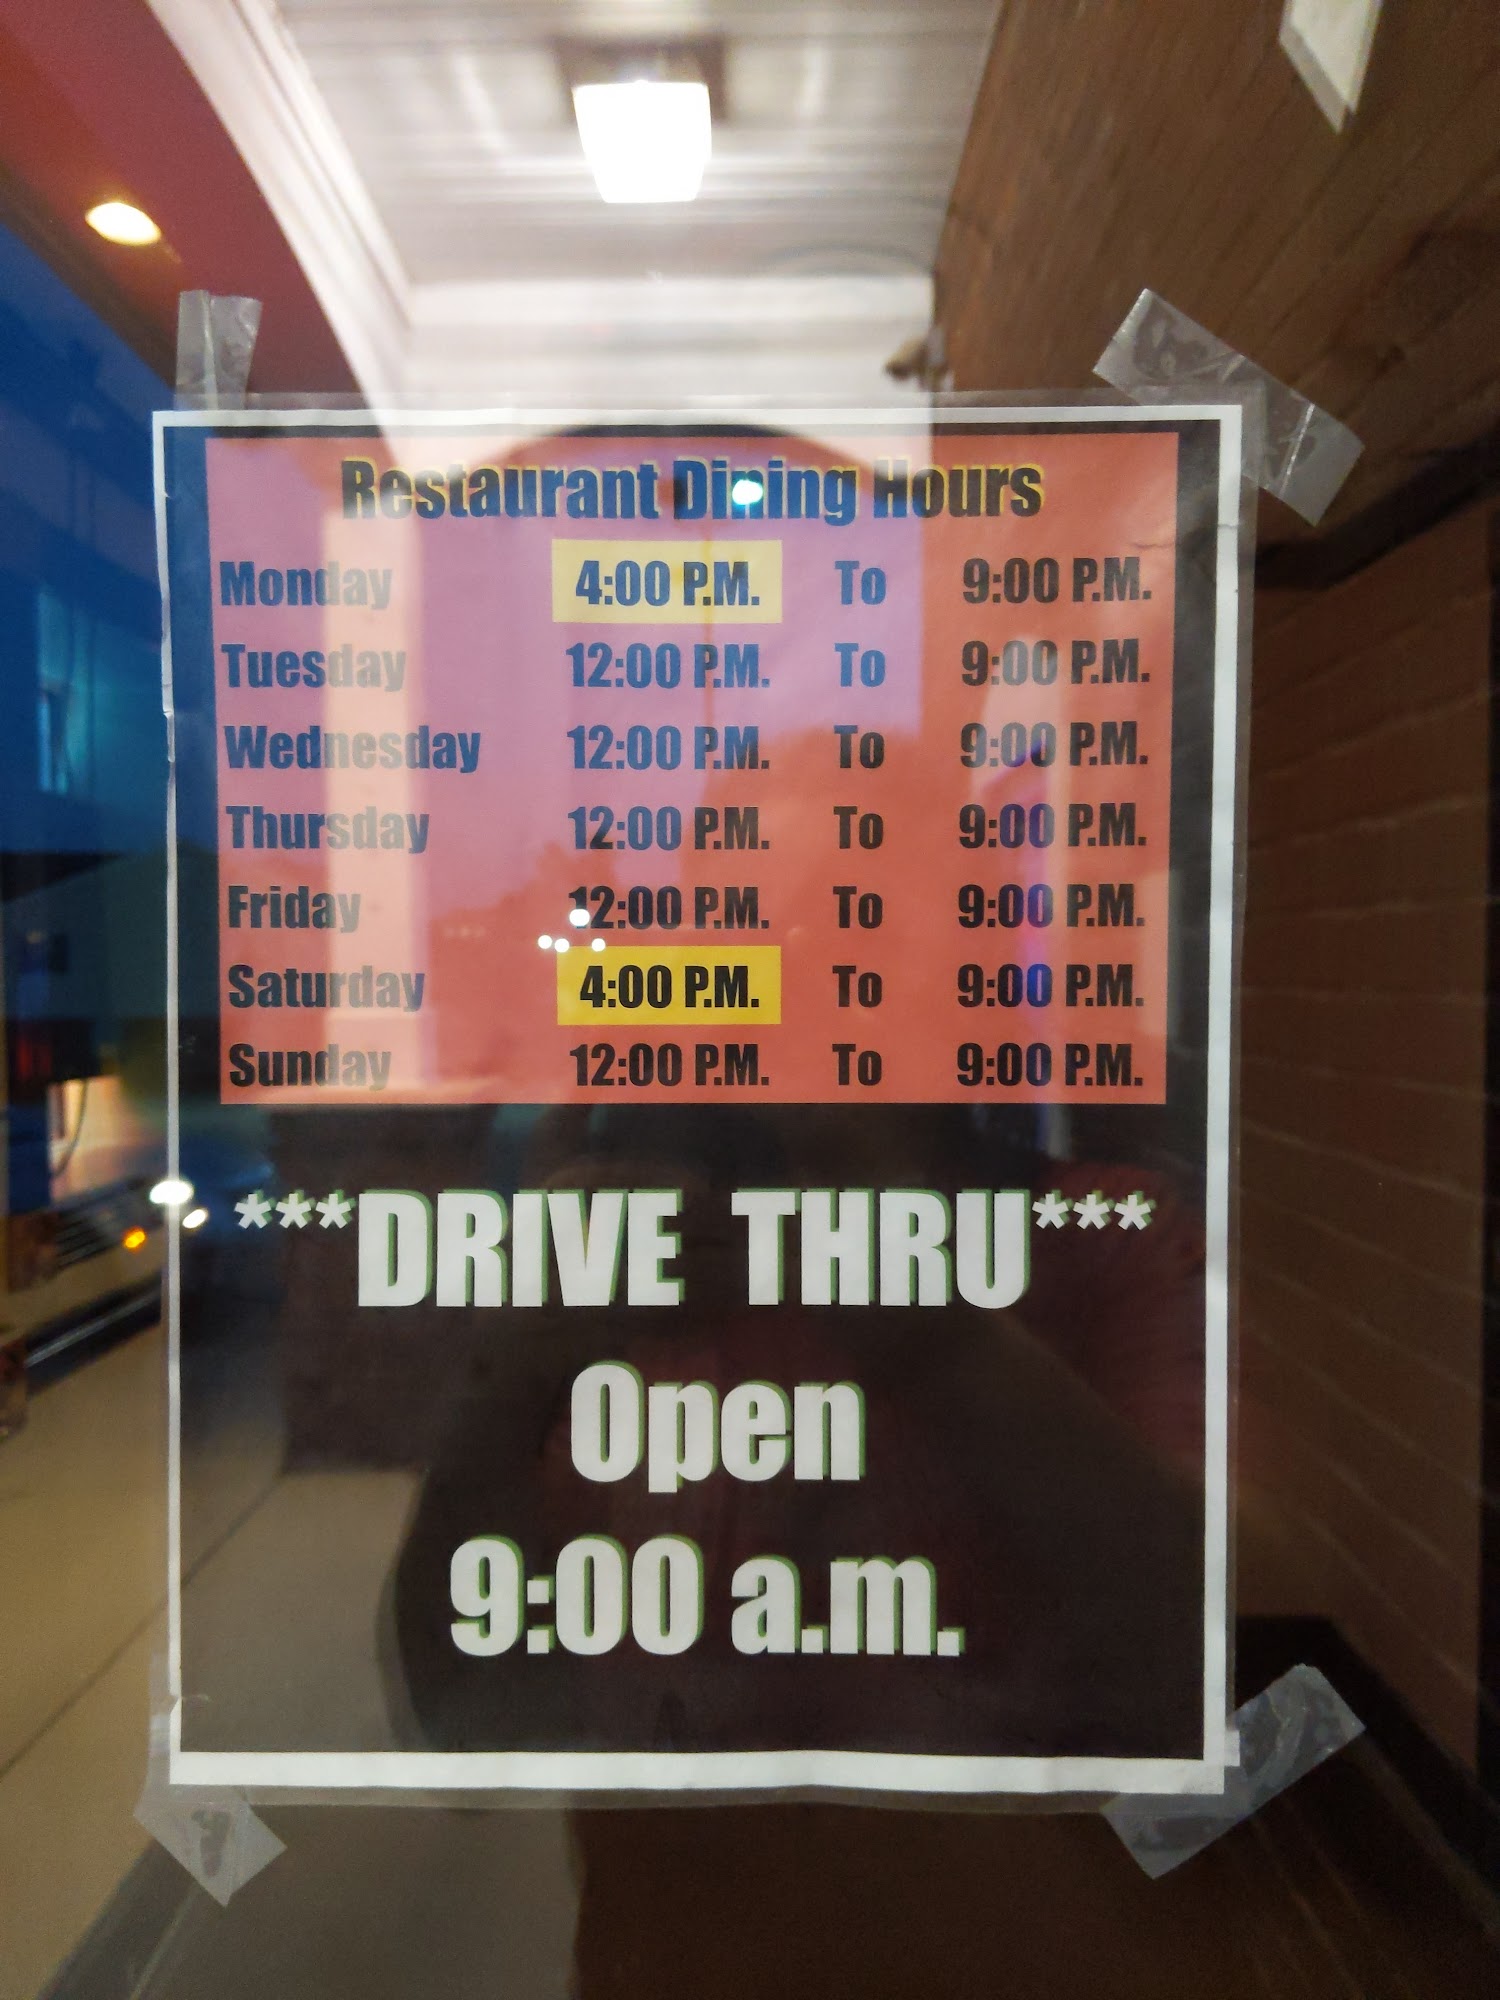 Restaurant Dining Hours
Monday 4:00 P.M. To 9:00 P.M.
Tuesday 12:00 P.M. To 9:00 P.M.
Wednesday 12:00 P.M. To 9:00 P.M.
Thursday 12:00 P.M. To 9:00 P.M.
Friday 12:00 P.M. To 9:00 P.M.
Saturday 4:00 P.M. To 9:00 P.M.
Sunday 12:00 P.M. To 9:00 P.M.
***DRIVE THRU***
Open
9:00 a.m.